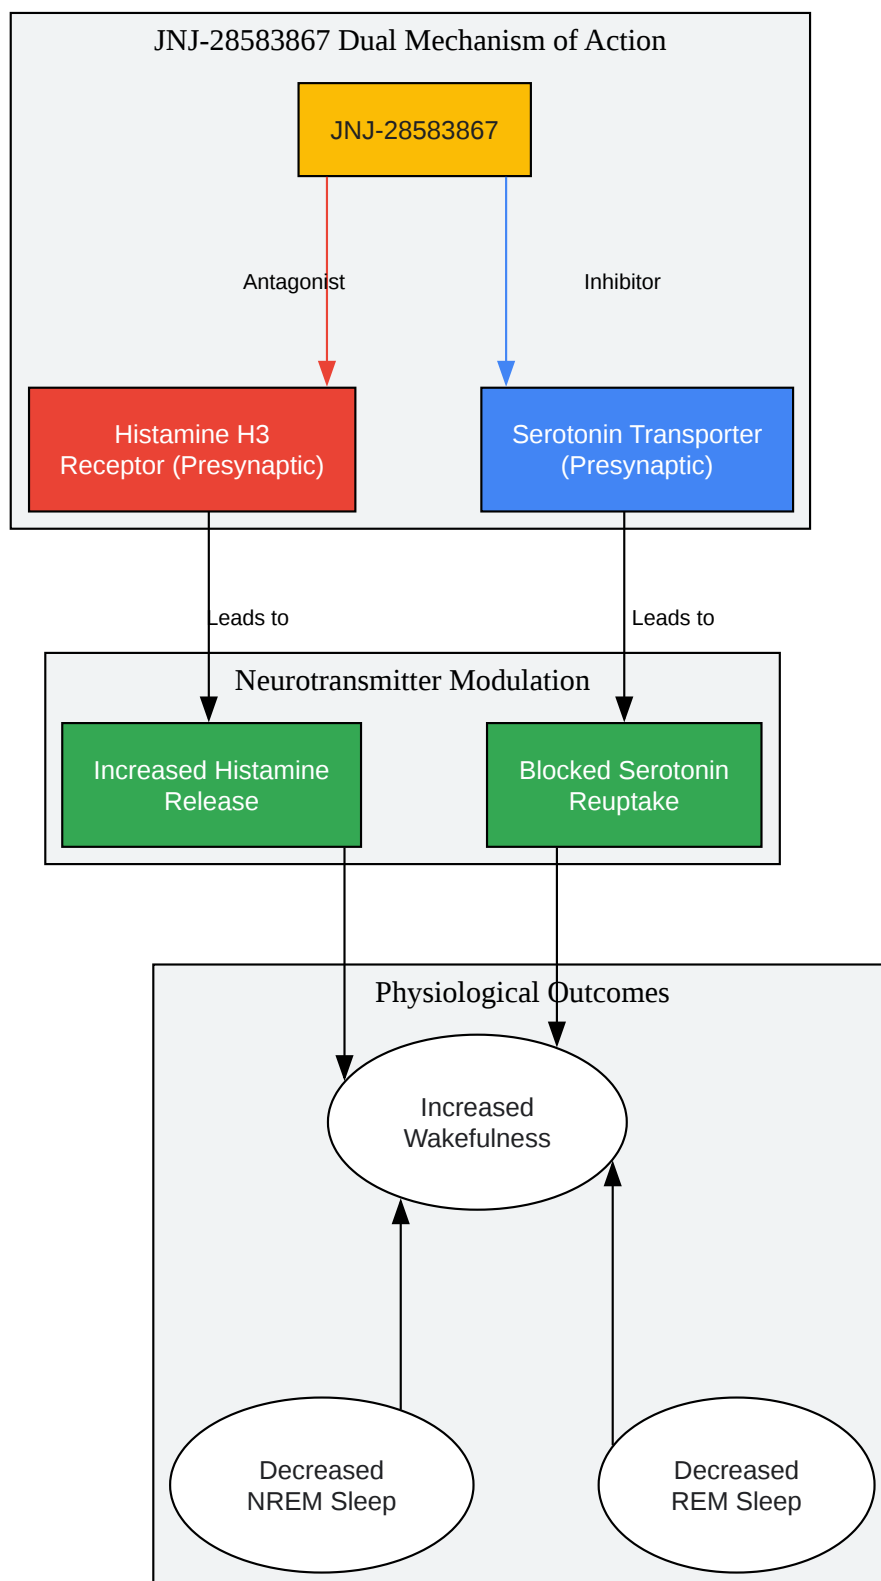 JNJ-28583867 Dual Mechanism of Action
JNJ-28583867
Antagonist
Inhibitor
Histamine H3
Receptor (Presynaptic)
Serotonin Transporter
(Presynaptic)
Leads to
Leads to
Neurotransmitter Modulation
Increased Histamine
Release
Blocked Serotonin
Reuptake
Physiological Outcomes
Increased
Wakefulness
Decreased
NREM Sleep
Decreased
REM Sleep